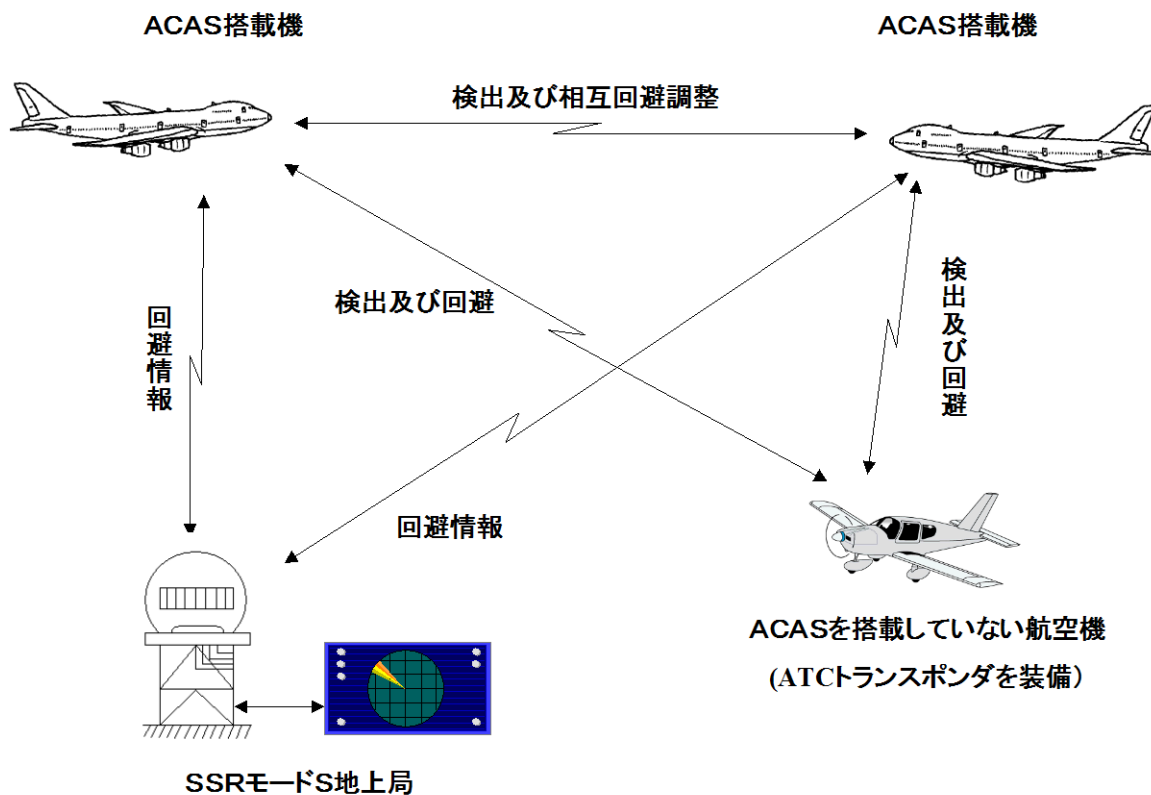 ACAS搭載機
ACAS搭載機
検出及び相互回避調整
検出及び回避
検出及び回避
回避情報
回避情報
ACASを搭載していない航空機
(ATCトランスポンダを装備）
SSRモードS地上局